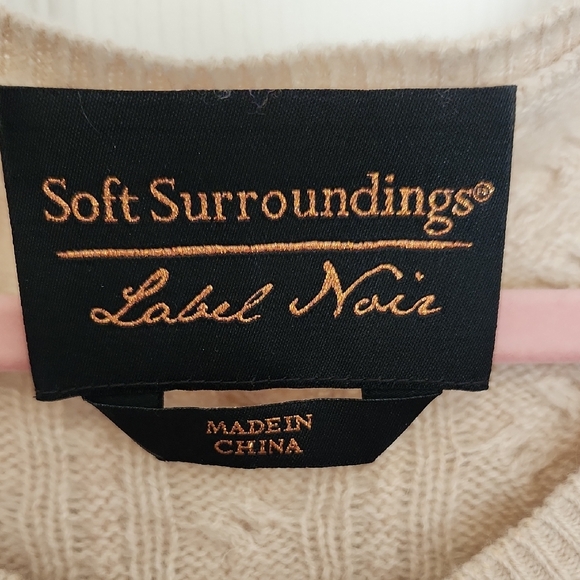 Soft Surroundings®
Label Noir
MADE IN
CHINA